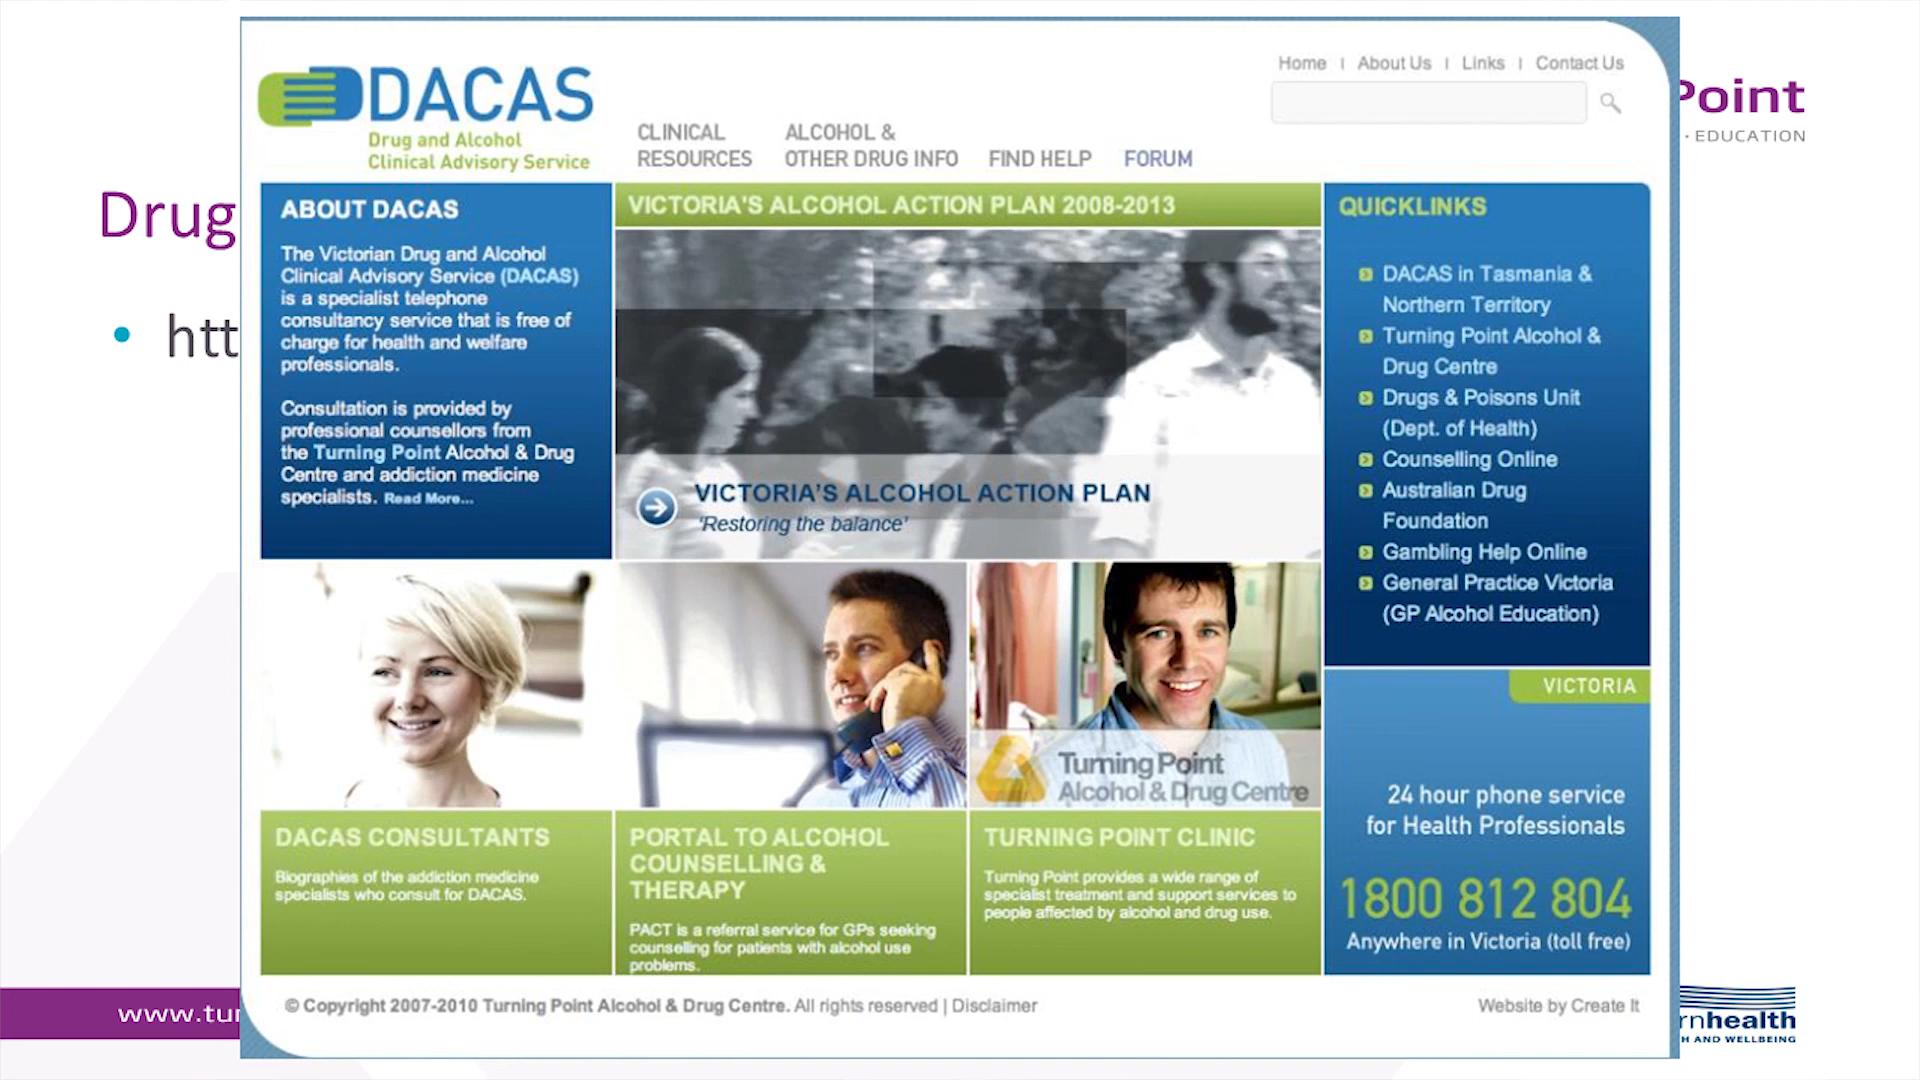 Home | About Us | Links | Contact Us
Point
· EDUCATION
DACAS
Drug and Alcohol
Clinical Advisory Service
CLINICAL
RESOURCES
ALCOHOL &
OTHER DRUG INFO
FIND HELP
FORUM
Drug
htt
ABOUT DACAS
The Victorian Drug and Alcohol
Clinical Advisory Service (DACAS)
is a specialist telephone
consultancy service that is free of
charge for health and welfare
professionals.
Consultation is provided by
professional counsellors from
the Turning Point Alcohol & Drug
Centre and addiction medicine
specialists. Read More...
VICTORIA'S ALCOHOL ACTION PLAN 2008-2013
VICTORIA'S ALCOHOL ACTION PLAN
'Restoring the balance'
QUICKLINKS
DACAS in Tasmania &
Northern Territory
Turning Point Alcohol &
Drug Centre
Drugs & Poisons Unit
(Dept. of Health)
Counselling Online
Australian Drug
Foundation
Gambling Help Online
General Practice Victoria
(GP Alcohol Education)
Turning Point
Alcohol & Drug Centre
DACAS CONSULTANTS
Biographies of the addiction medicine
specialists who consult for DACAS.
PORTAL TO ALCOHOL
COUNSELLING &
THERAPY
PACT is a referral service for GPs seeking
counselling for patients with alcohol use
problems.
TURNING POINT CLINIC
Turning Point provides a wide range of
specialist treatment and support services to
people affected by alcohol and drug use.
VICTORIA
24 hour phone service
for Health Professionals
1800 812 804
Anywhere in Victoria (toll free)
© Copyright 2007-2010 Turning Point Alcohol & Drug Centre. All rights reserved | Disclaimer
Website by Create It
www.tur
rnhealth
H AND WELLBEING